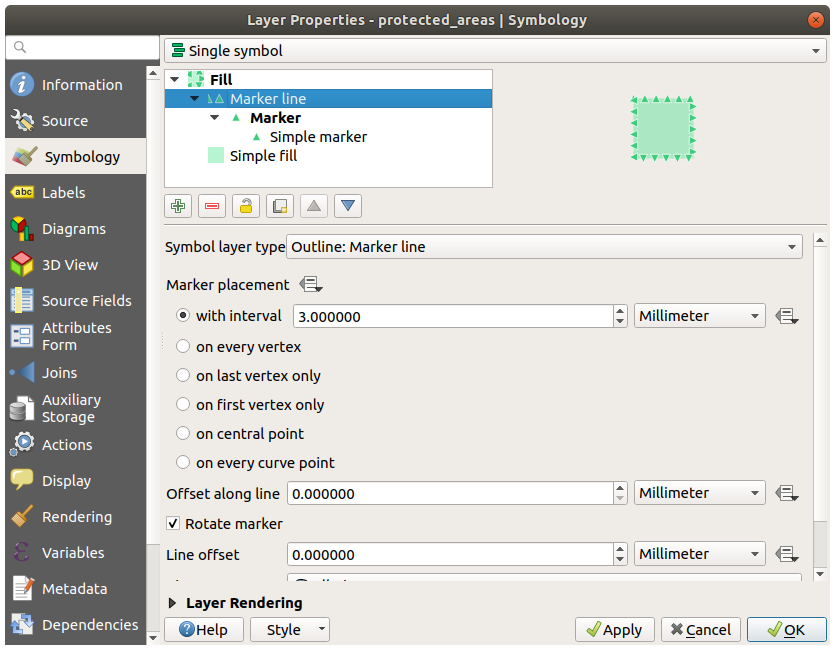 Layer Properties - protected_areas | Symbology
Single symbol
Information
Source
Symbology
Labels
abc
Diagrams
3D View
Source Fields
Attributes
Form
Joins
Auxiliary
Storage
Actions
Display
Rendering
Variables
Metadata
Dependencies
Fill
Marker line
Marker
Simple marker
Simple fill
Symbol layer type Outline: Marker line
Marker placement
with interval 3.000000 Millimeter
on every vertex
on last vertex only
on first vertex only
on central point
on every curve point
Offset along line 0.000000 Millimeter
Rotate marker
Line offset 0.000000 Millimeter
Layer Rendering
Help Style Apply Cancel OK